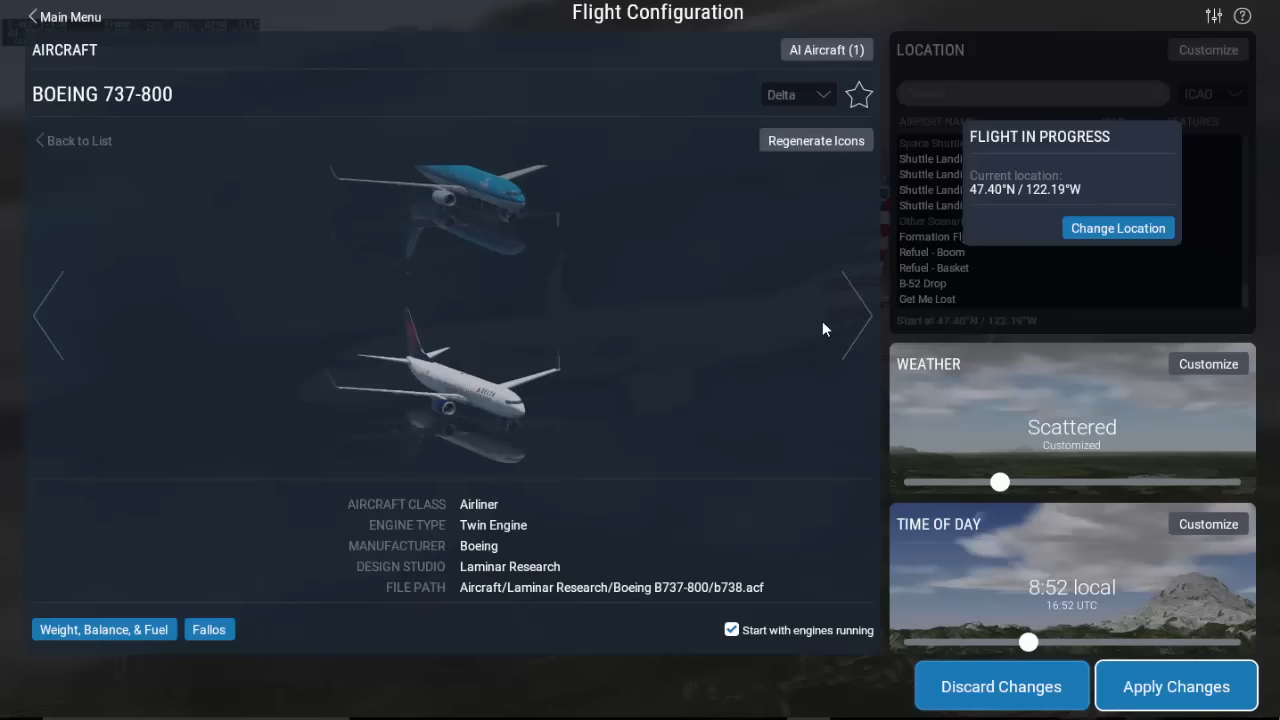 Main Menu
Flight Configuration
AIRCRAFT
AI Aircraft (1)
BOEING 737-800
Delta
Back to List
Regenerate Icons
DELTA
AIRCRAFT CLASS Airliner
ENGINE TYPE Twin Engine
MANUFACTURER Boeing
DESIGN STUDIO Laminar Research
FILE PATH Aircraft/Laminar Research/Boeing B737-800/b738.acf
Weight, Balance, & Fuel
Fallos
Start with engines running
LOCATION
Customize
ICAO
AIRPORT NAME
Space Shuttle
Shuttle Landi
Shuttle Landi
Shuttle Landi
Shuttle Landi
Formation Fl
Refuel - Boom
Refuel - Basket
B-52 Drop
Get Me Lost
Start at 47.40°N / 122.19°W
FLIGHT IN PROGRESS
Current location:
47.40°N / 122.19°W
Change Location
WEATHER
Customize
Scattered
Customized
TIME OF DAY
Customize
8:52 local
16:52 UTC
Discard Changes
Apply Changes